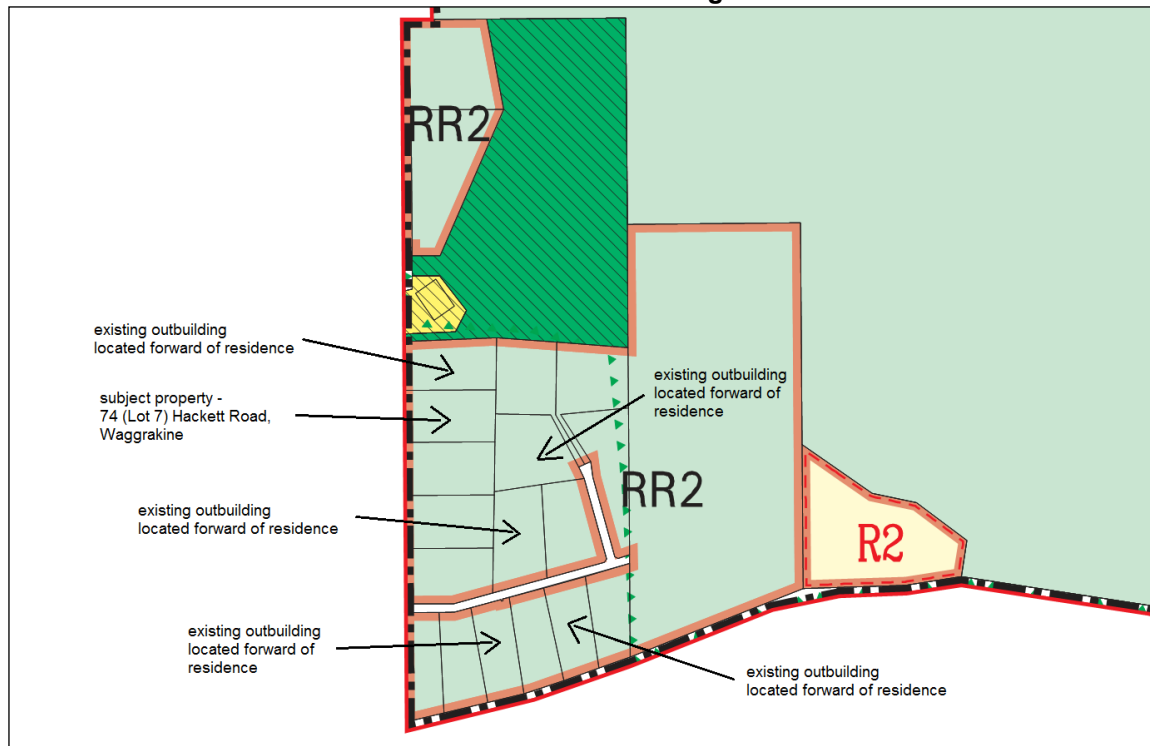 RR2
existing outbuilding
located forward of residence
subject property -
74 (Lot 7) Hackett Road,
Waggrakine
existing outbuilding
located forward of
residence
RR2
existing outbuilding
located forward of residence
R2
existing outbuilding
located forward of
residence
existing outbuilding
located forward of residence